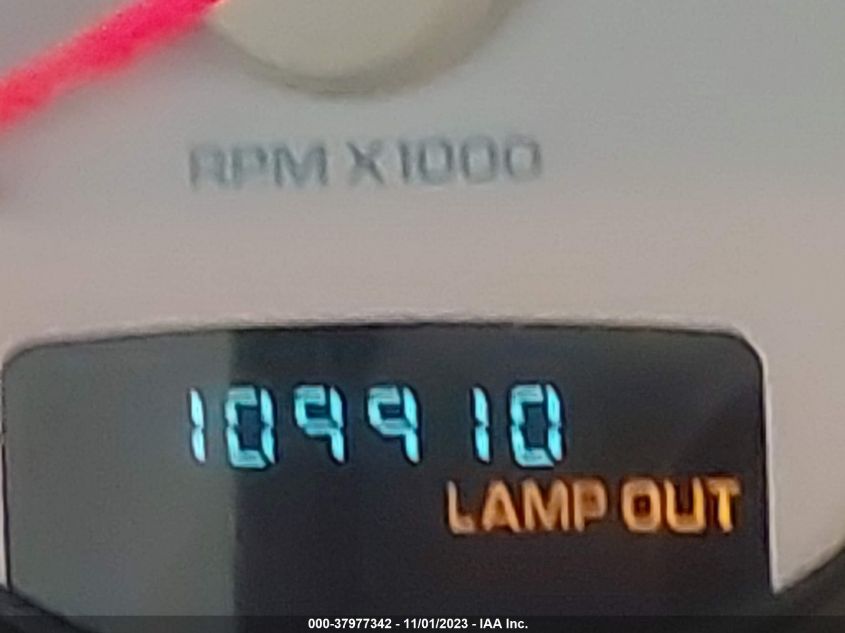 RPM X1000
109910
LAMP OUT
000-37977342 - 11/01/2023 - IAA Inc.